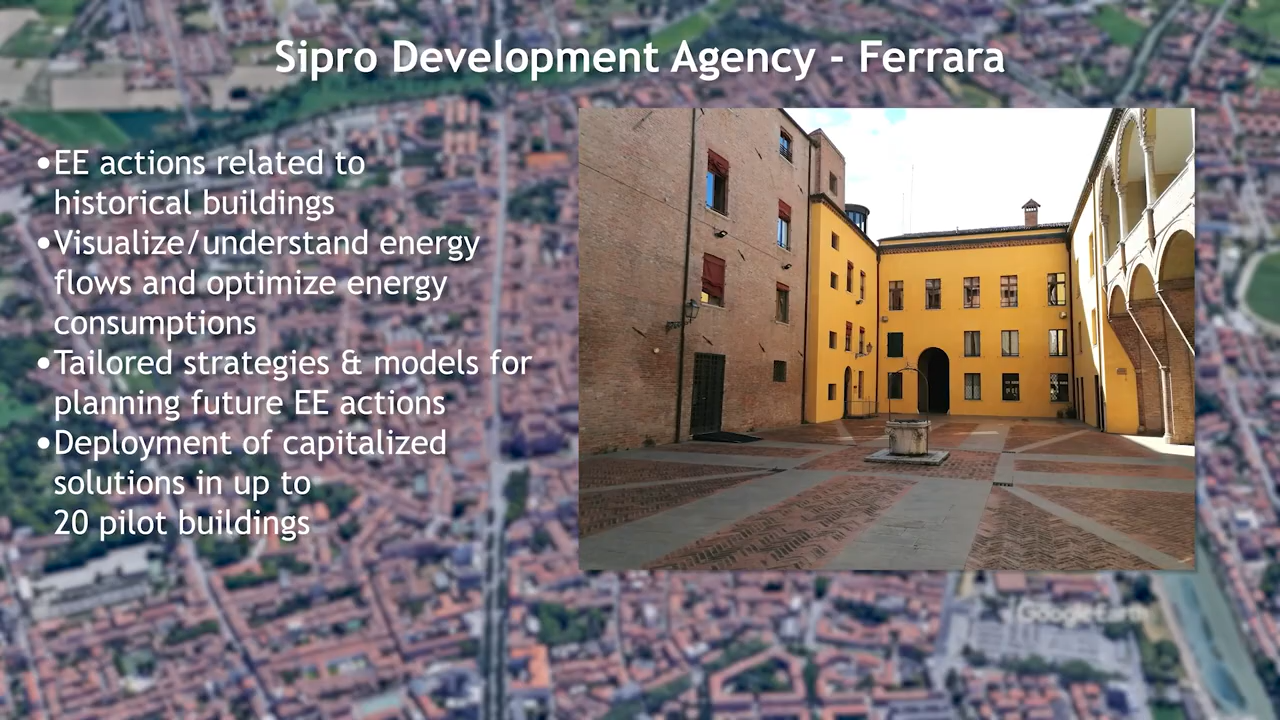 Sipro Development Agency - Ferrara
•EE actions related to
historical buildings
•Visualize/understand energy
flows and optimize energy
consumptions
•Tailored strategies & models for
planning future EE actions
•Deployment of capitalized
solutions in up to
20 pilot buildings
Google Earth